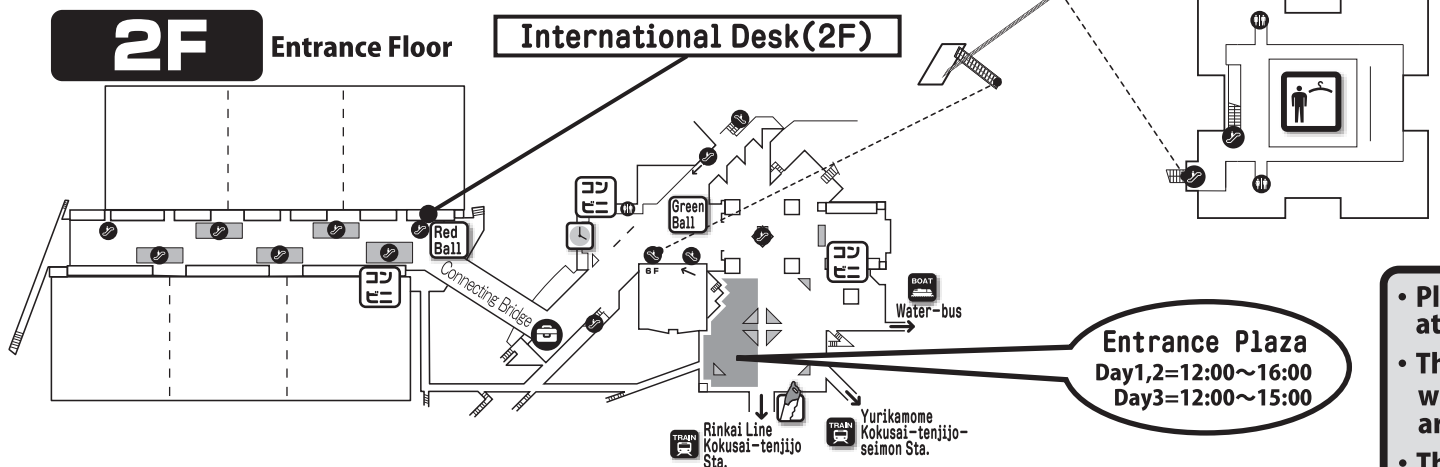 2F
Entrance Floor
International Desk(2F)
コン
ビニ
Green
Ball
Red
Ball
コン
ビニ
6F
コン
ビニ
Connecting Bridge
BOAT
Water-bus
Entrance Plaza
Day1,2=12:00～16:00
Day3=12:00～15:00
TRAIN
Rinkai Line
Kokusai-tenjijo
Sta.
TRAIN
Yurikamome
Kokusai-tenjijo-
seimon Sta.